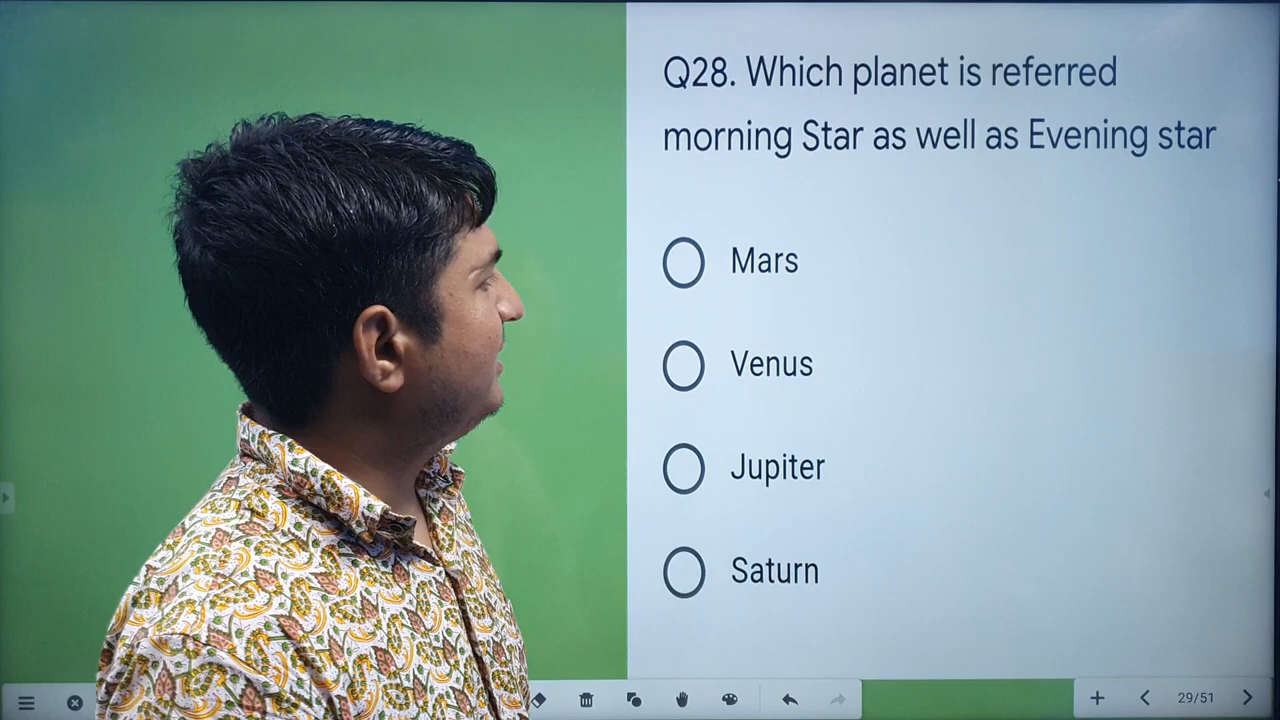 Q28. Which planet is referred
morning Star as well as Evening star
Mars
Venus
Jupiter
Saturn
29/51